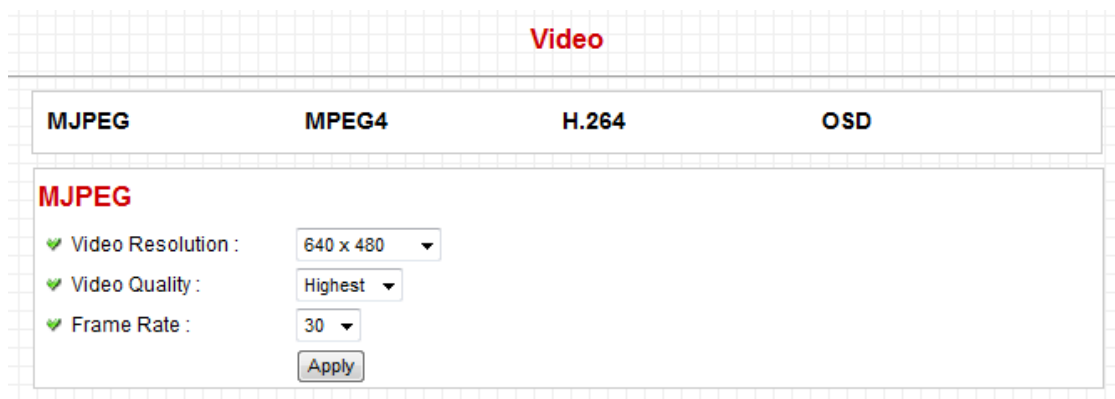 Video
MJPEG MPEG4 H.264 OSD
MJPEG
Video Resolution : 640 x 480
Video Quality : Highest
Frame Rate : 30
Apply